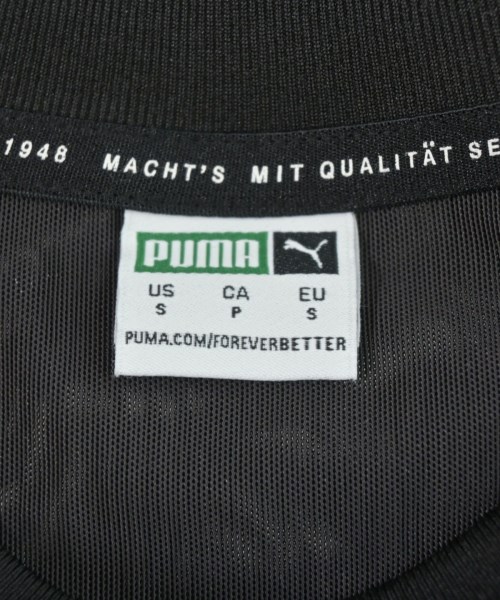 1948 MACHT'S MIT QUALITÄT SE
PUMA
US CA EU
S P S
PUMA.COM/FOREVERBETTER